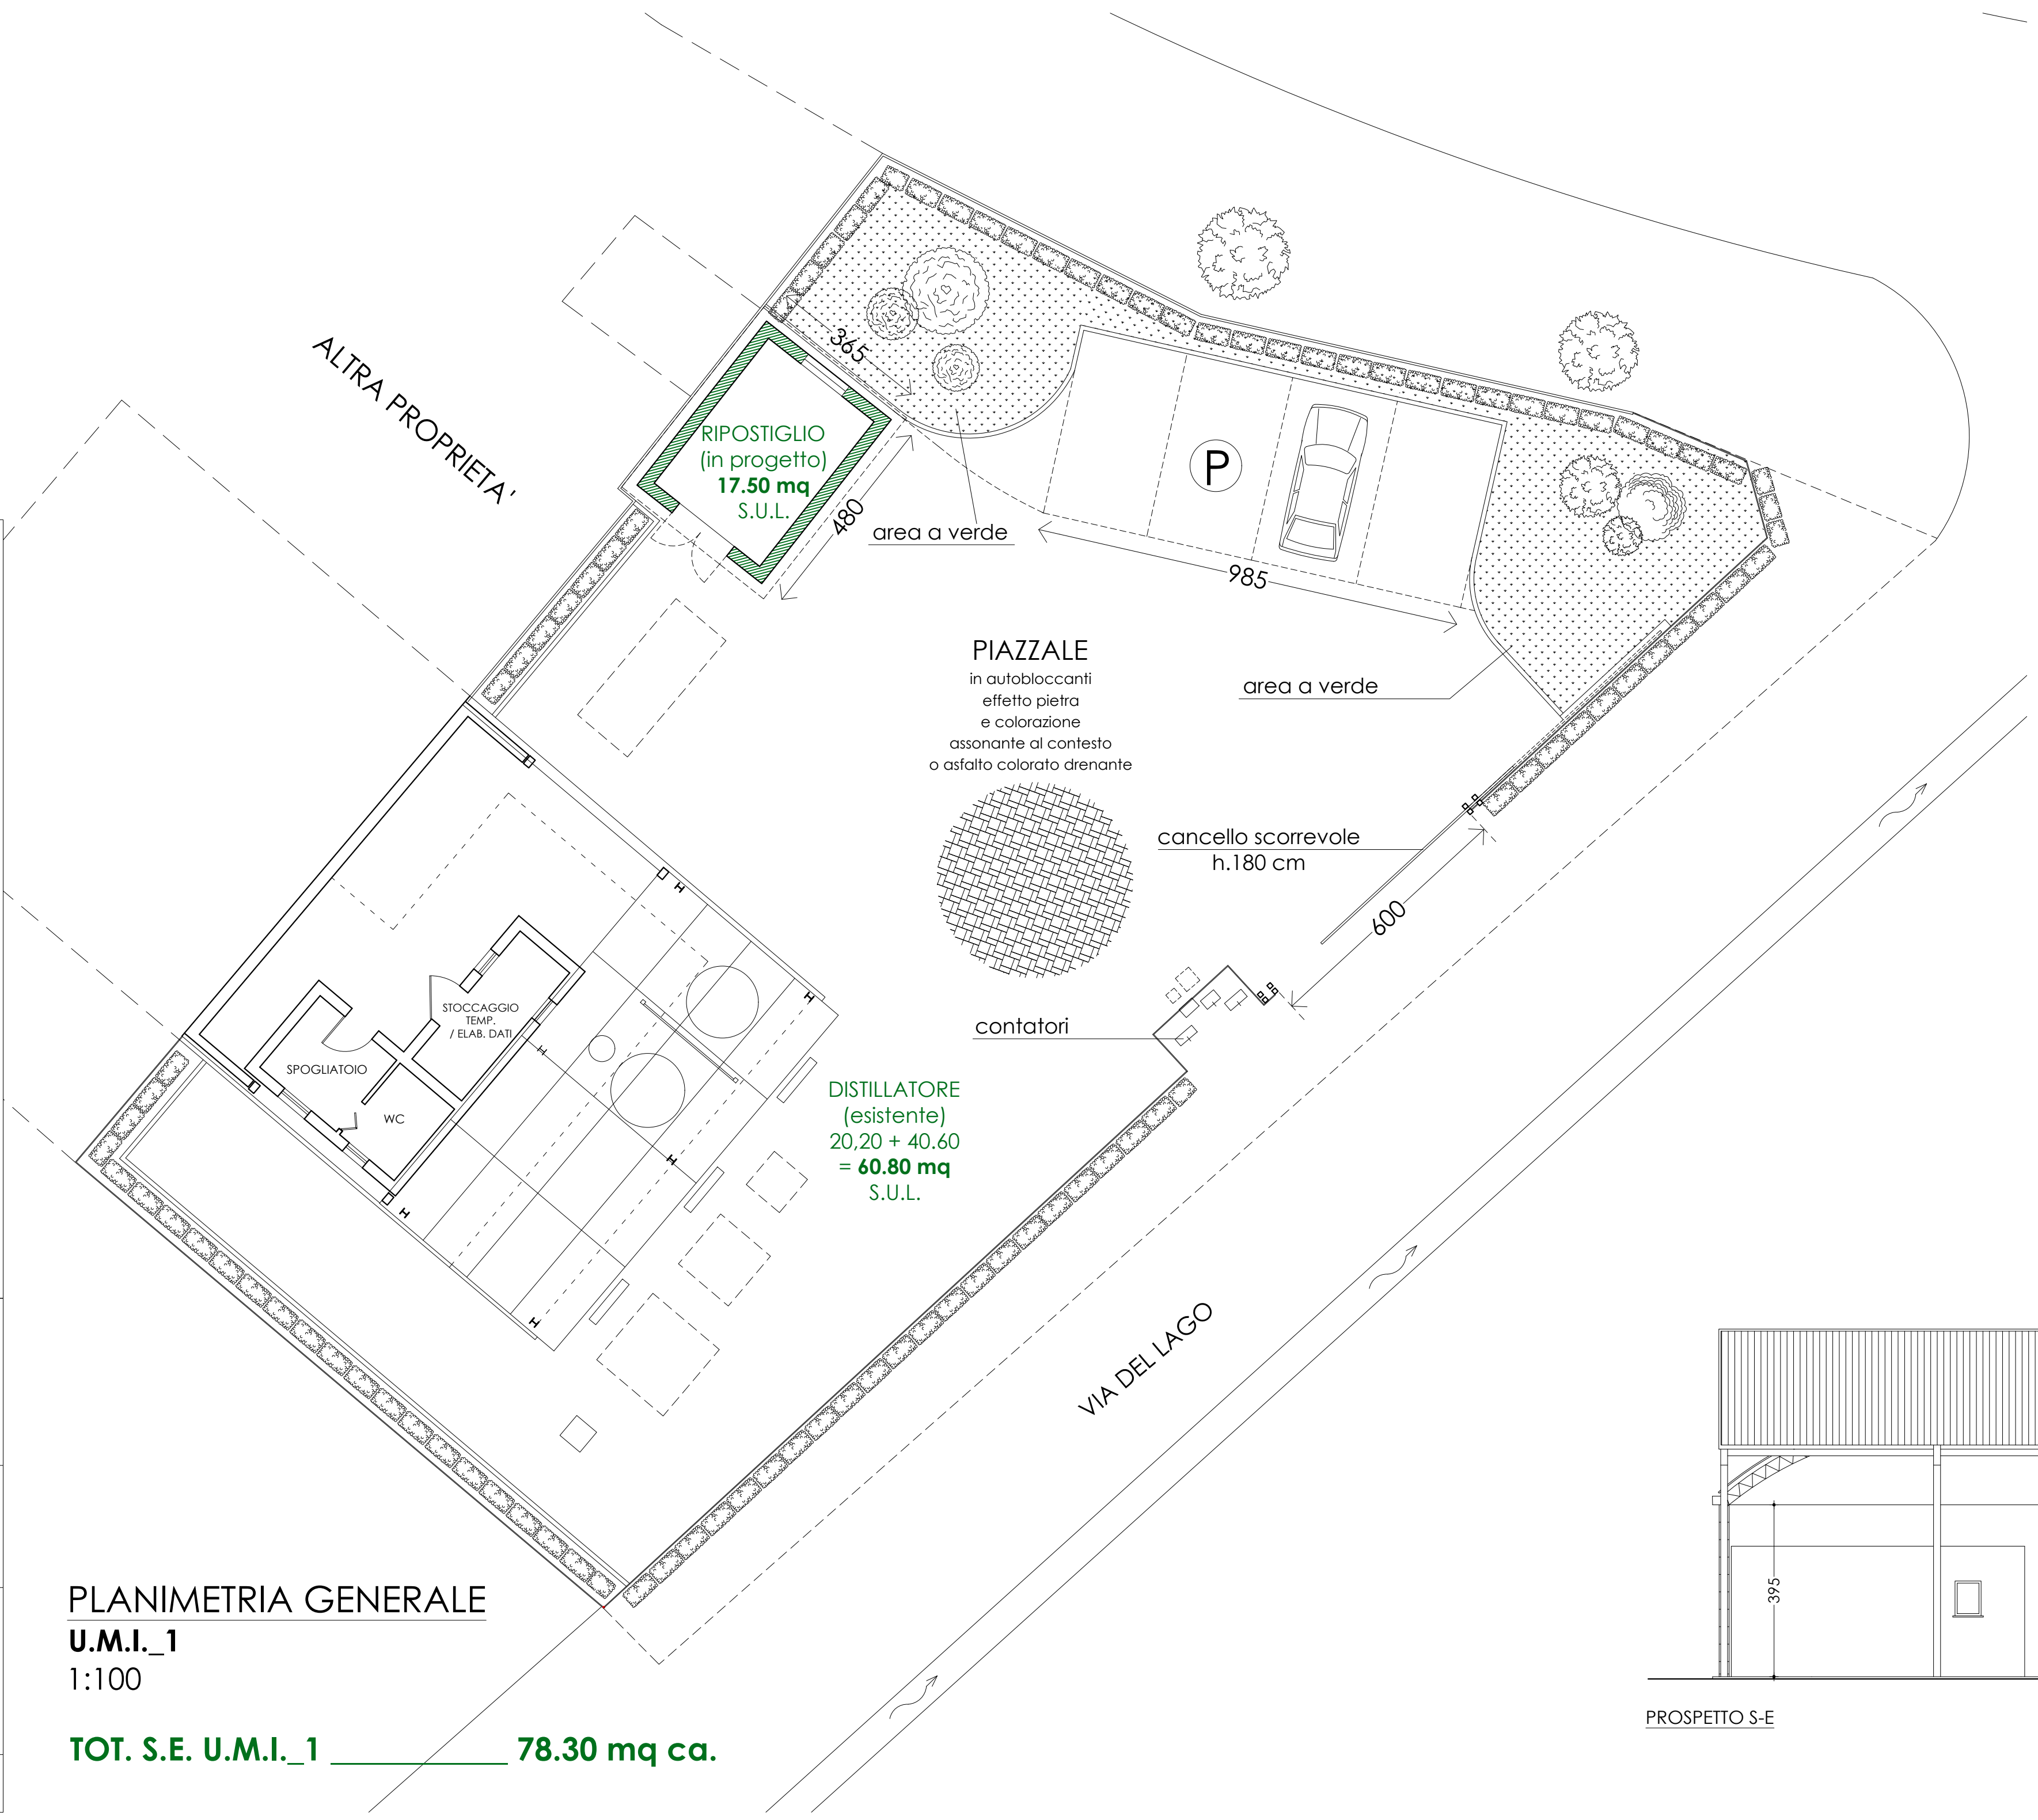 ALTRA PROPRIETA'
365
RIPOSTIGLIO
(in progetto)
17.50 mq
S.U.L.
480
area a verde
P
985
PIAZZALE
in autobloccanti
effetto pietra
e colorazione
assonante al contesto
o asfalto colorato drenante
area a verde
cancello scorrevole
h.180 cm
600
contatori
STOCCAGGIO
TEMP.
/ ELAB. DATI
SPOGLIATOIO
WC
DISTILLATORE
(esistente)
20,20 + 40.60
= 60.80 mq
S.U.L.
VIA DEL LAGO
PLANIMETRIA GENERALE
U.M.I._1
1:100
TOT. S.E. U.M.I._1 ___________ 78.30 mq ca.
395
PROSPETTO S-E